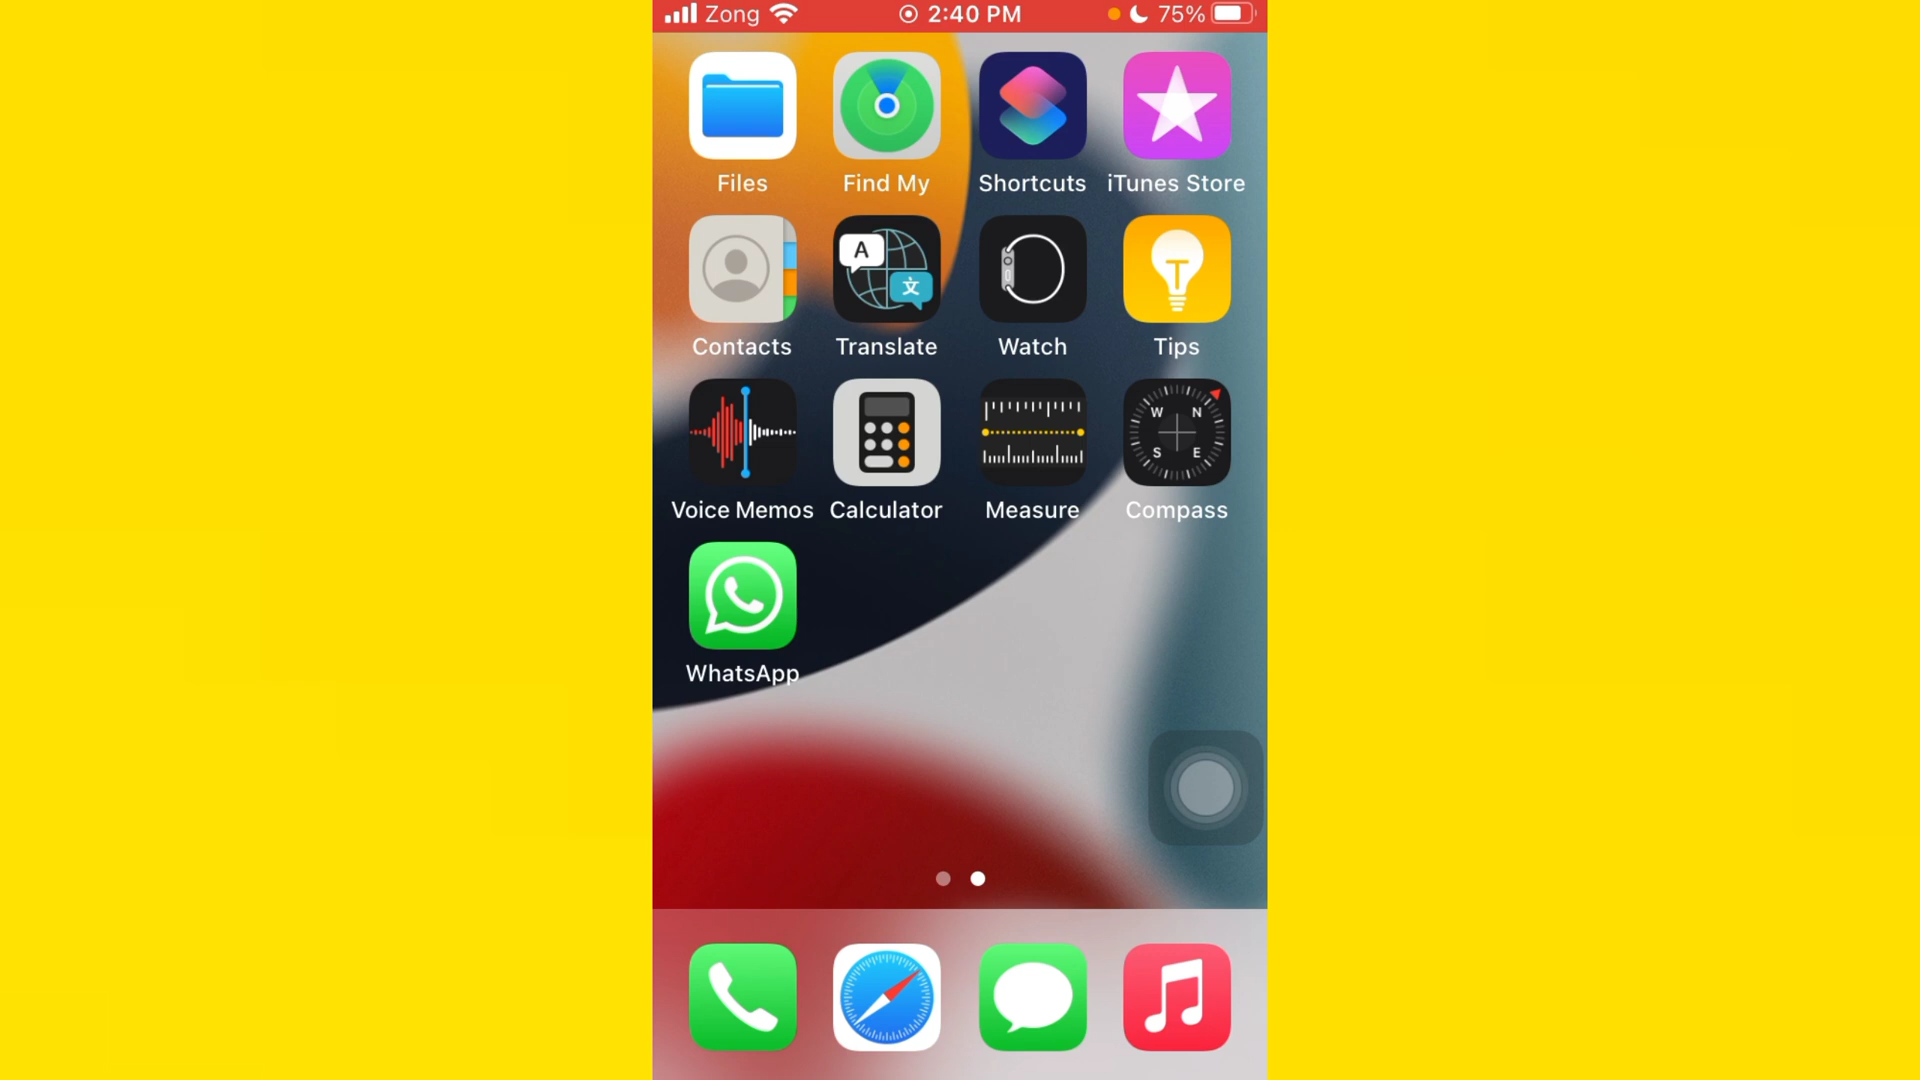 Zong 2:40 PM 75%
Files Find My Shortcuts iTunes Store
A 文
Contacts Translate Watch Tips
W N
S E
Voice Memos Calculator Measure Compass
WhatsApp